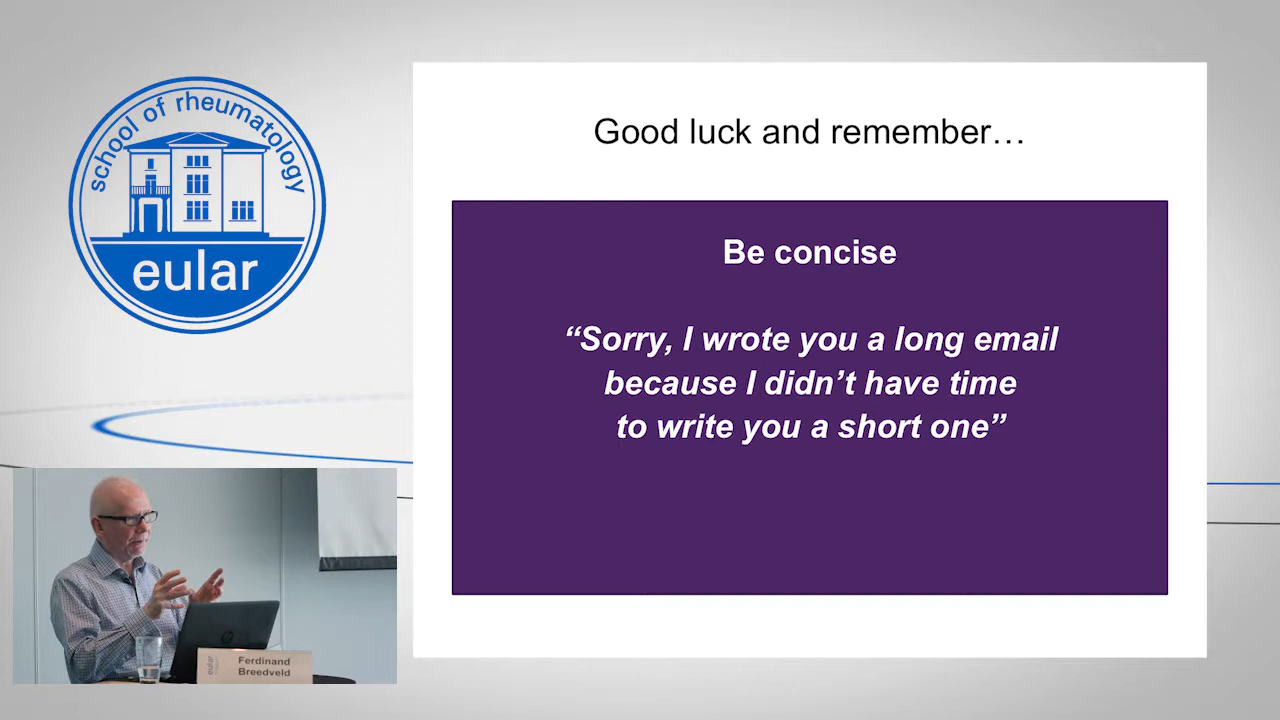 school of rheumatology
eular
Good luck and remember…
Be concise
“Sorry, I wrote you a long email
because I didn’t have time
to write you a short one”
eular
Ferdinand
Breedveld